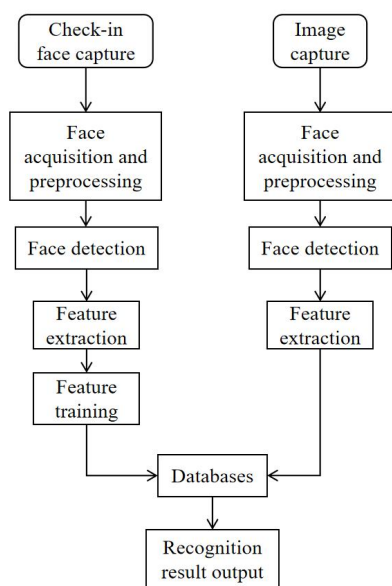 Check-in
face capture
Face
acquisition and
preprocessing
Face detection
Feature
extraction
Feature
training
Image
capture
Face
acquisition and
preprocessing
Face detection
Feature
extraction
Databases
Recognition
result output